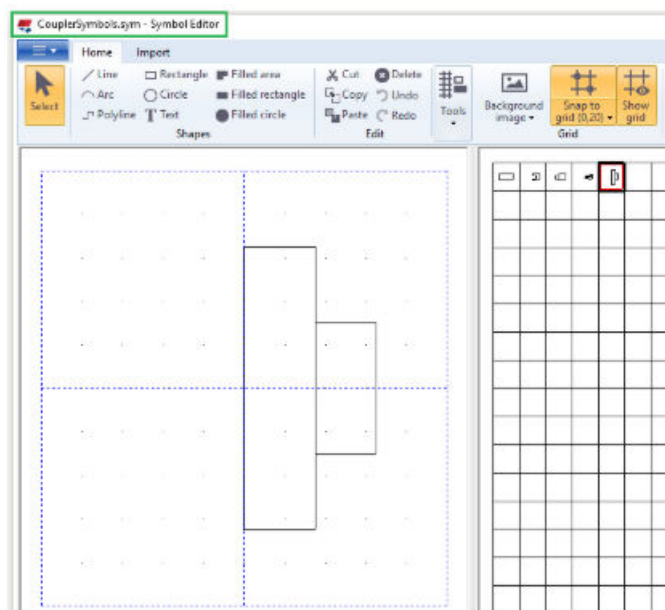 CouplerSymbols.sym - Symbol Editor
Home Import
Select
Line Rectangle Filled area
Arc Circle Filled rectangle
Polyline Text Filled circle
Shapes
Cut Delete
Copy Undo
Paste Redo
Edit
Tools
Background image
Snap to grid (0,20)
Show grid
Grid